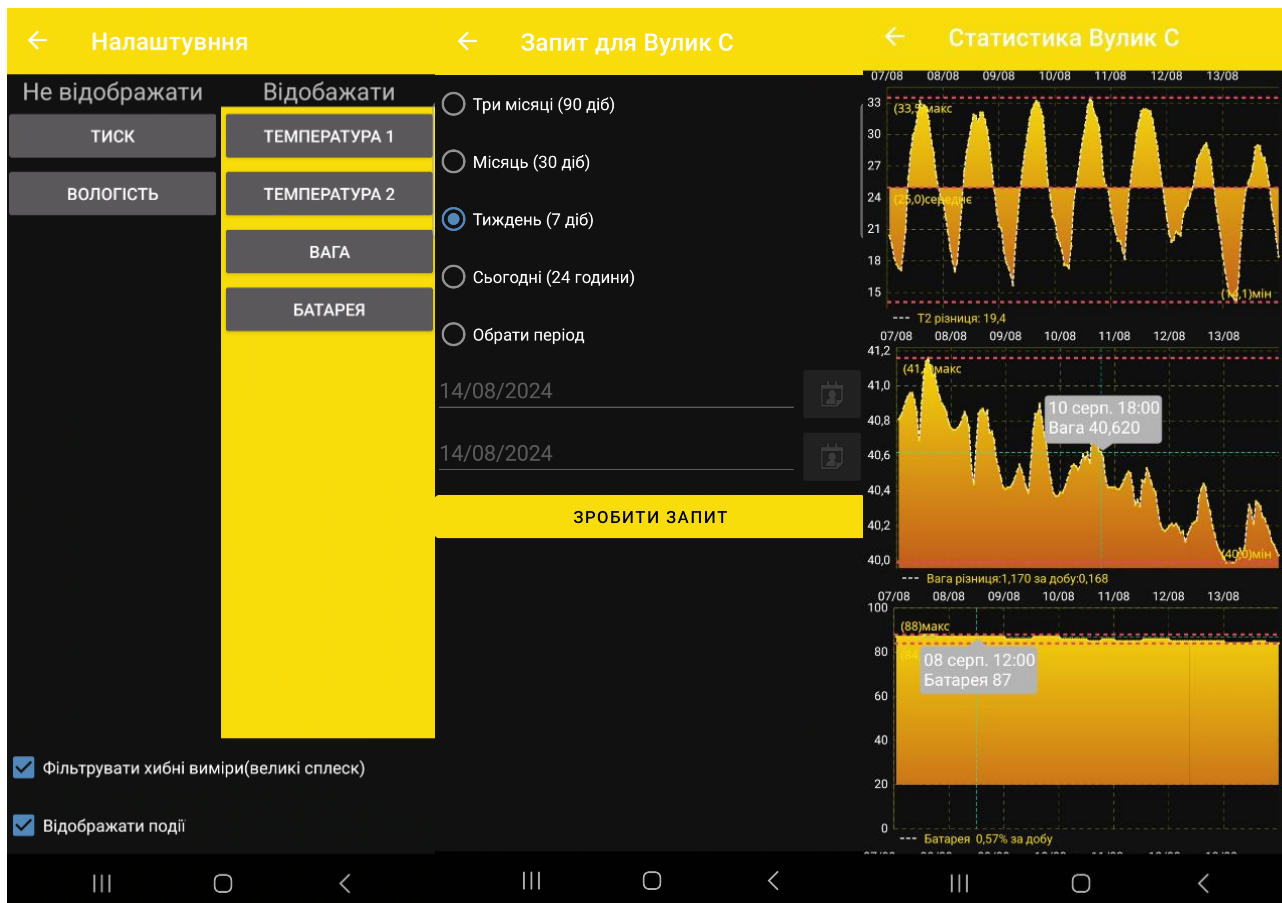 Налаштувння
Не відображати
Відобажати
ТИСК
ТЕМПЕРАТУРА 1
ВОЛОГІСТЬ
ТЕМПЕРАТУРА 2
ВАГА
БАТАРЕЯ
Фільтрувати хибні виміри(великі сплеск)
Відображати події
Запит для Вулик С
Три місяці (90 діб)
Місяць (30 діб)
Тиждень (7 діб)
Сьогодні (24 години)
Обрати період
14/08/2024
14/08/2024
ЗРОБИТИ ЗАПИТ
Статистика Вулик С
07/08 08/08 09/08 10/08 11/08 12/08 13/08
33
30
27
24
21
18
15
макс
(25,0)середнє
мін
Т2 різниця: 19,4
07/08 08/08 09/08 10/08 11/08 12/08 13/08
41,2
41,0
40,8
40,6
40,4
40,2
40,0
макс
10 серп. 18:00
Вага 40,620
(40,0)мін
Вага різниця:1,170 за добу:0,168
07/08 08/08 09/08 10/08 11/08 12/08 13/08
100
80
60
40
20
0
(88)макс
08 серп. 12:00
Батарея 87
Батарея 0,57% за добу